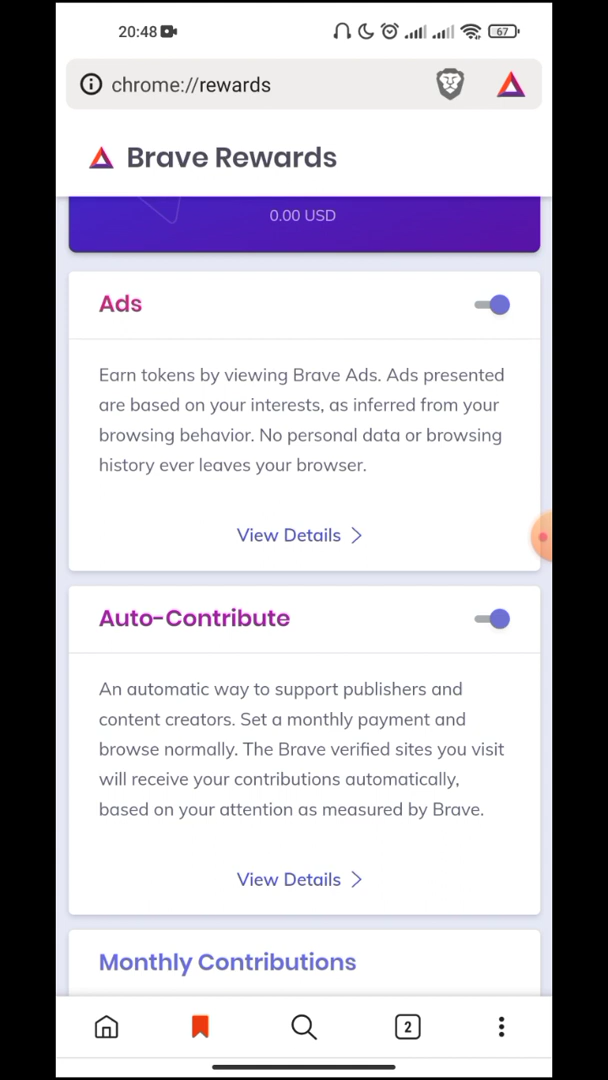 20:48
67
chrome://rewards
Brave Rewards
0.00 USD
Ads
Earn tokens by viewing Brave Ads. Ads presented
are based on your interests, as inferred from your
browsing behavior. No personal data or browsing
history ever leaves your browser.
View Details
Auto-Contribute
An automatic way to support publishers and
content creators. Set a monthly payment and
browse normally. The Brave verified sites you visit
will receive your contributions automatically,
based on your attention as measured by Brave.
View Details
Monthly Contributions
2